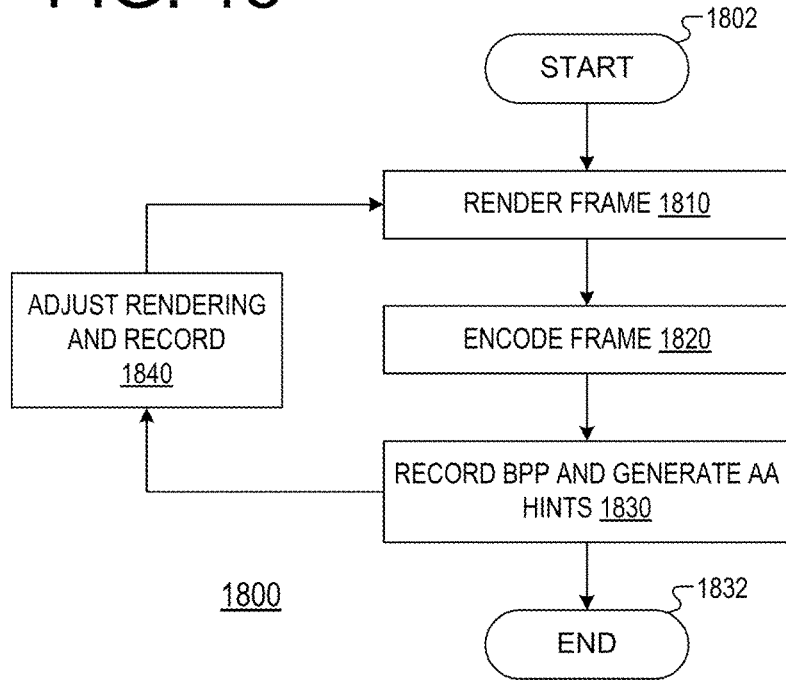 1802
START
RENDER FRAME 1810
ADJUST RENDERING
AND RECORD
1840
ENCODE FRAME 1820
RECORD BPP AND GENERATE AA
HINTS 1830
1800
1832
END